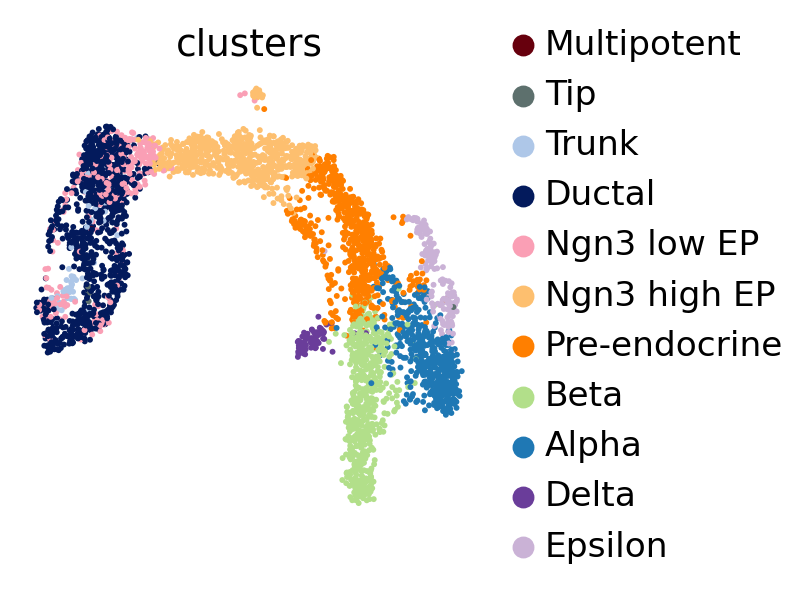 clusters
Multipotent
Tip
Trunk
Ductal
Ngn3 low EP
Ngn3 high EP
Pre-endocrine
Beta
Alpha
Delta
Epsilon